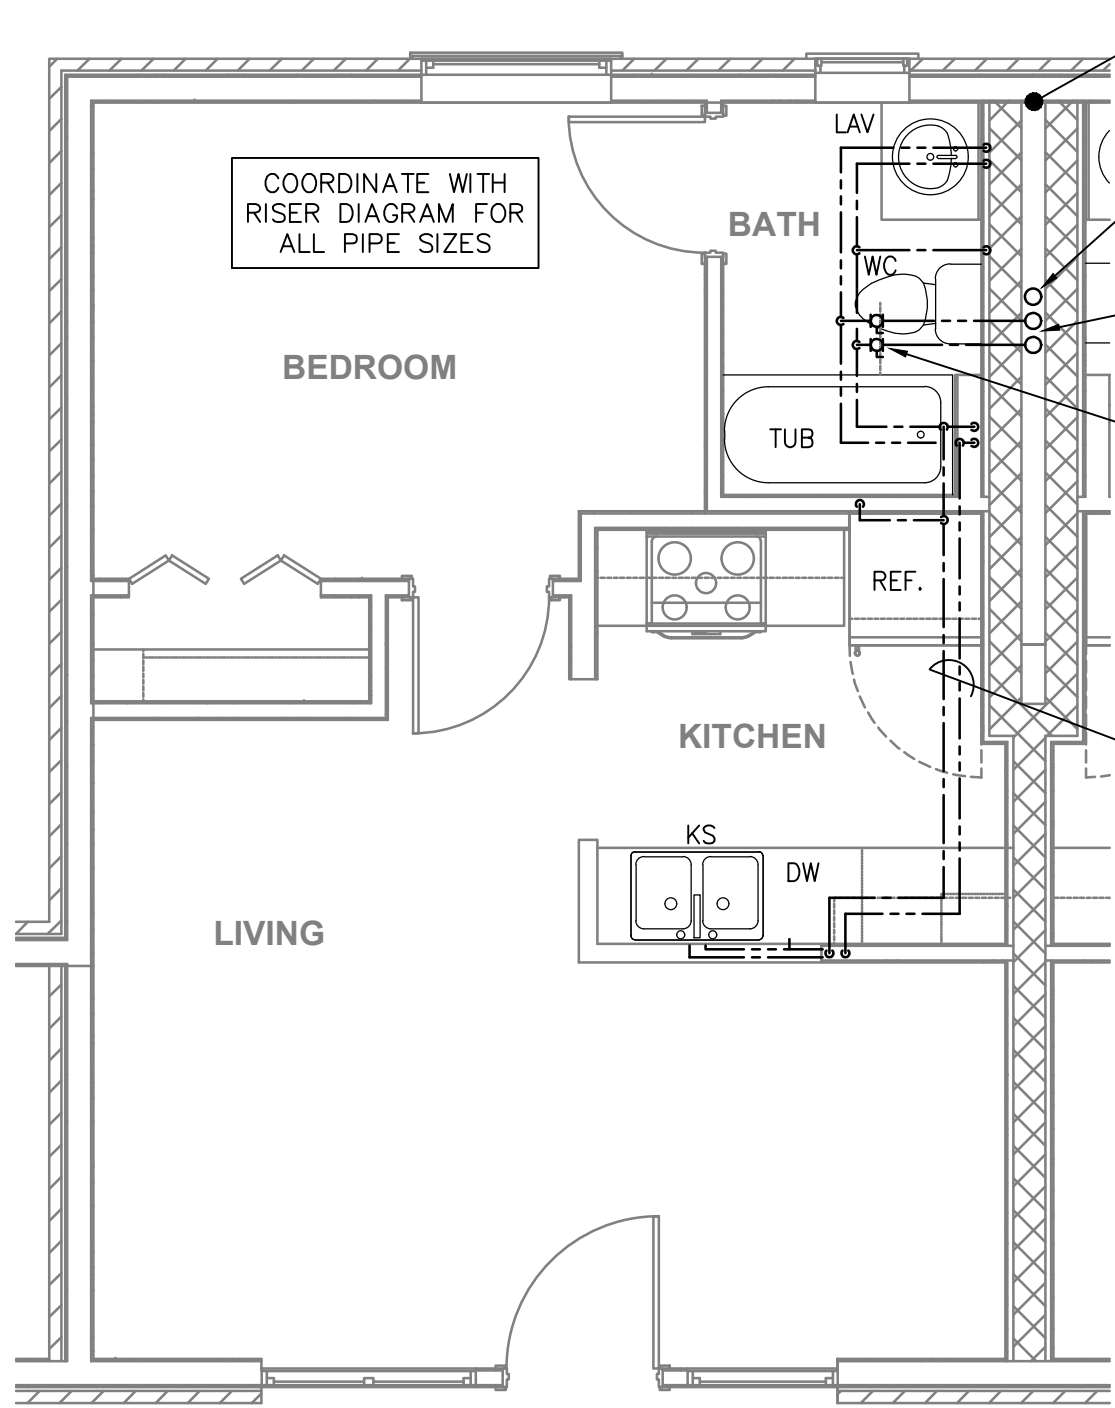 LAV
COORDINATE WITH
RISER DIAGRAM FOR
ALL PIPE SIZES
BATH
WC
BEDROOM
TUB
REF.
KITCHEN
KS
DW
LIVING